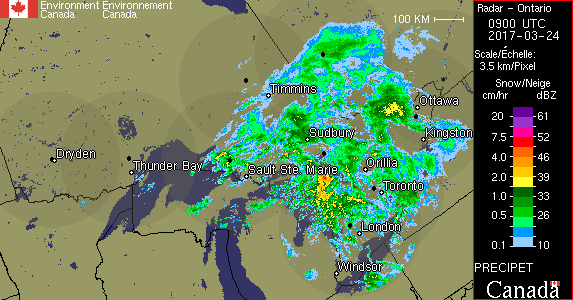 Environment Environnement
Canada Canada
100 KM
Timmins
Ottawa
Sudbury
Kingston
Dryden
Thunder Bay
Sault Ste. Marie
Orillia
Toronto
London
Windsor
Radar - Ontario
0900 UTC
2017-03-24
Scale/Échelle:
3.5 km/Pixel
Snow/Neige
cm/hr dBZ
20 61
7.5 52
4.0 46
2.0 39
1.0 33
0.5 26
0.1 10
PRECIPET
Canada